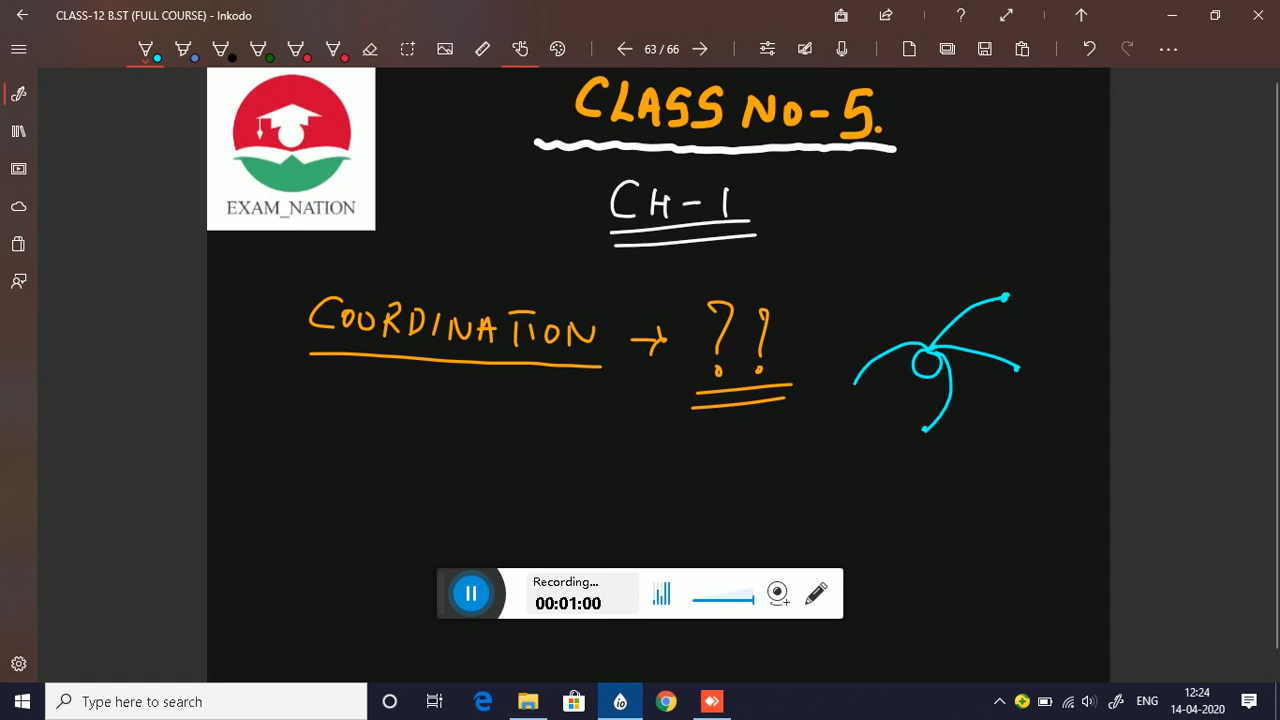 CLASS-12 B.ST (FULL COURSE) - Inkodo
63 / 66
EXAM_NATION
CLASS NO-5.
CH-1
COORDINATION → ??
Recording...
00:01:00
Type here to search
ENG
12:24
14-04-2020